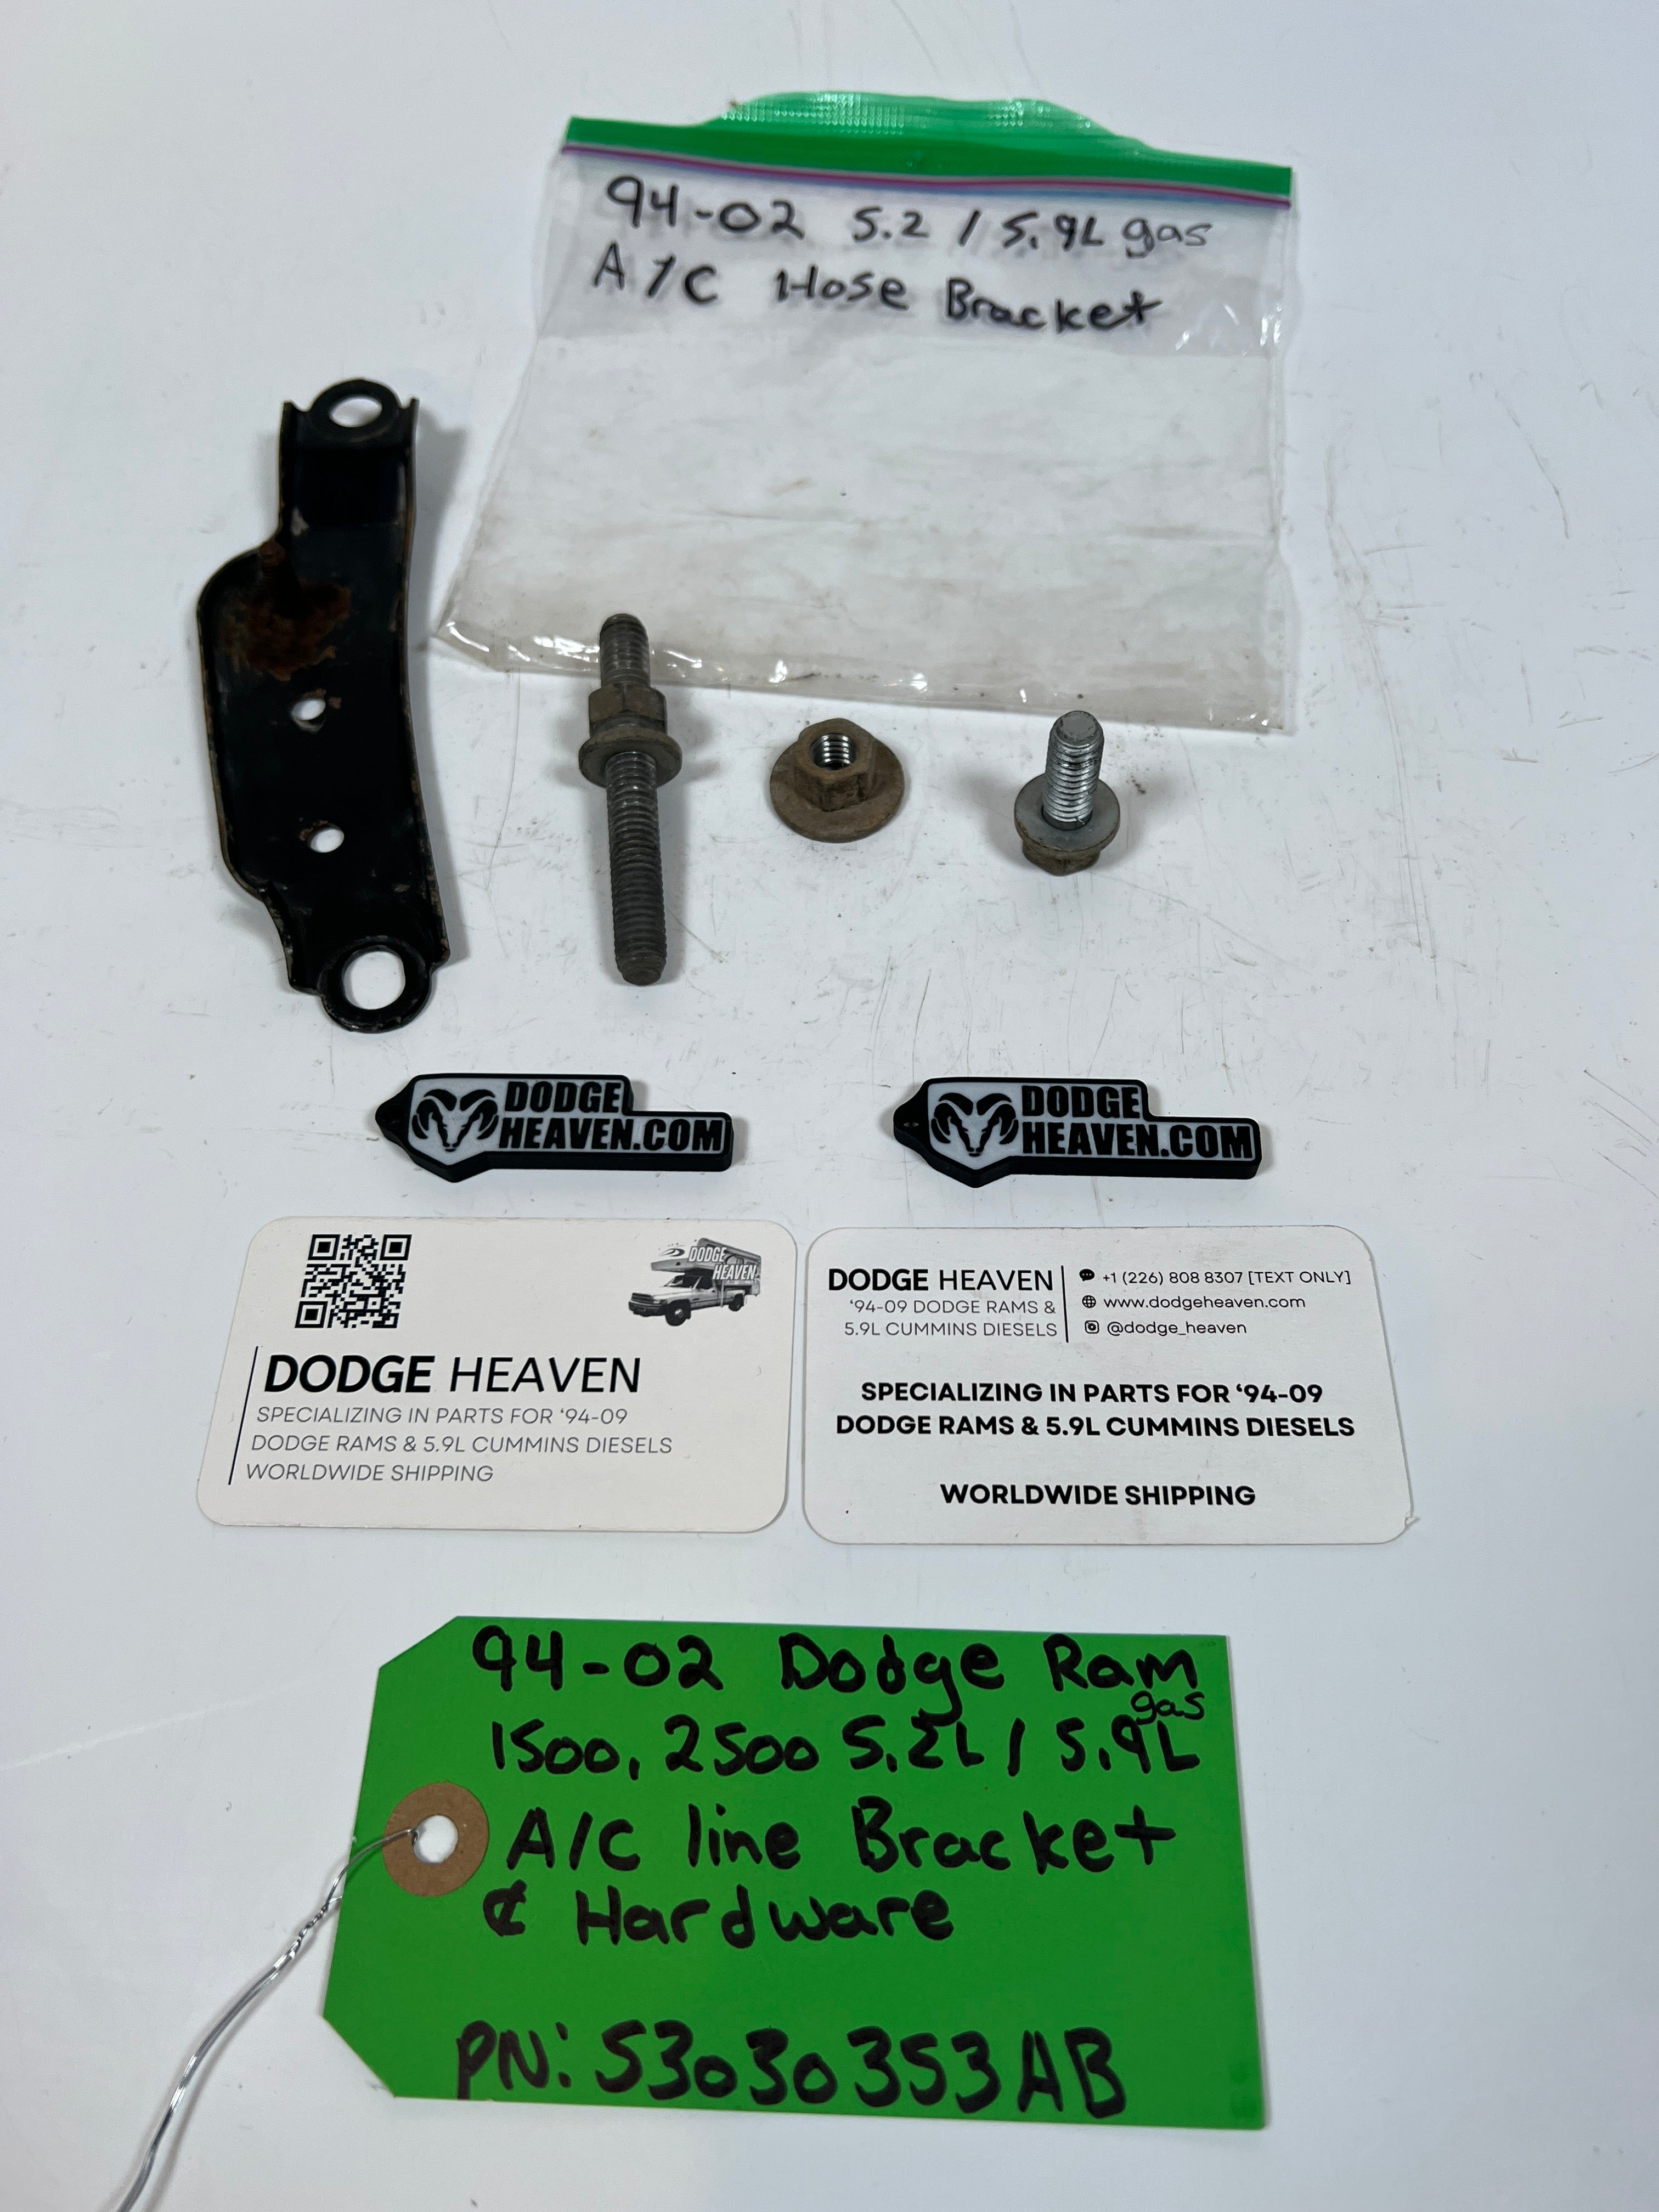 94-02 5.2 / 5.9L gas
A/C Hose Bracket
DODGE
HEAVEN.COM
DODGE
HEAVEN.COM
DODGE
HEAVEN
DODGE HEAVEN
SPECIALIZING IN PARTS FOR ‘94-09
DODGE RAMS & 5.9L CUMMINS DIESELS
WORLDWIDE SHIPPING
DODGE HEAVEN
‘94-09 DODGE RAMS &
5.9L CUMMINS DIESELS
+1 (226) 808 8307 [TEXT ONLY]
www.dodgeheaven.com
@dodge_heaven
SPECIALIZING IN PARTS FOR ‘94-09
DODGE RAMS & 5.9L CUMMINS DIESELS
WORLDWIDE SHIPPING
94-02 Dodge Ram
gas
1500, 2500 5.2L / 5.9L
A/C line Bracket
& Hardware
PN: 53030353AB